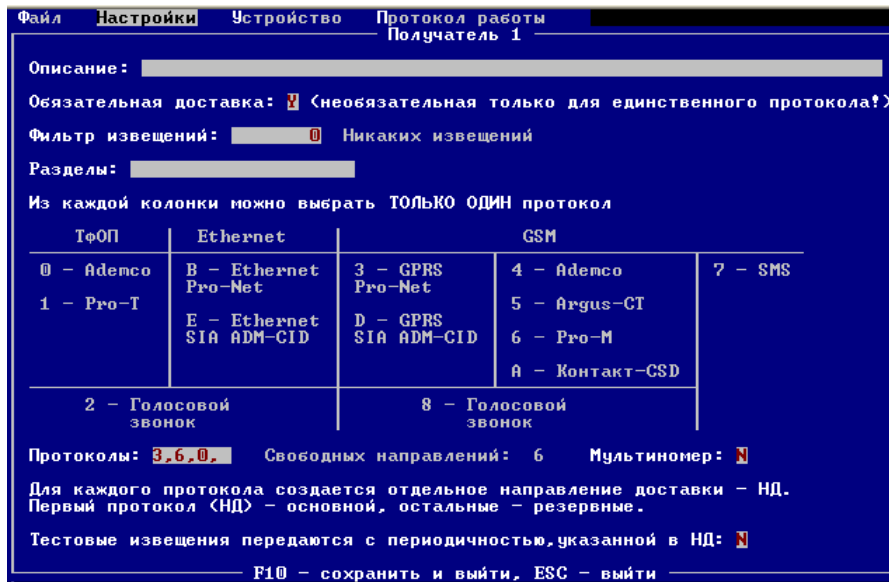 Файл Настройки Устройство Протокол работы
Получатель 1
Описание:
Обязательная доставка: Y (необязательная только для единственного протокола!)
Фильтр извещений: 0 Никаких извещений
Разделы:
Из каждой колонки можно выбрать ТОЛЬКО ОДИН протокол
ТфОП Ethernet GSM
0 - Ademco B - Ethernet 3 - GPRS 4 - Ademco 7 - SMS
Pro-Net Pro-Net
1 - Pro-T 5 - Argus-CT
E - Ethernet D - GPRS
SIA ADM-CID SIA ADM-CID 6 - Pro-M
A - Контакт-CSD
2 - Голосовой 8 - Голосовой
звонок звонок
Протоколы: 3,6,0, Свободных направлений: 6 Мультиномер: N
Для каждого протокола создается отдельное направление доставки - НД.
Первый протокол (НД) - основной, остальные - резервные.
Тестовые извещения передаются с периодичностью,указанной в НД: N
F10 - сохранить и выйти, ESC - выйти